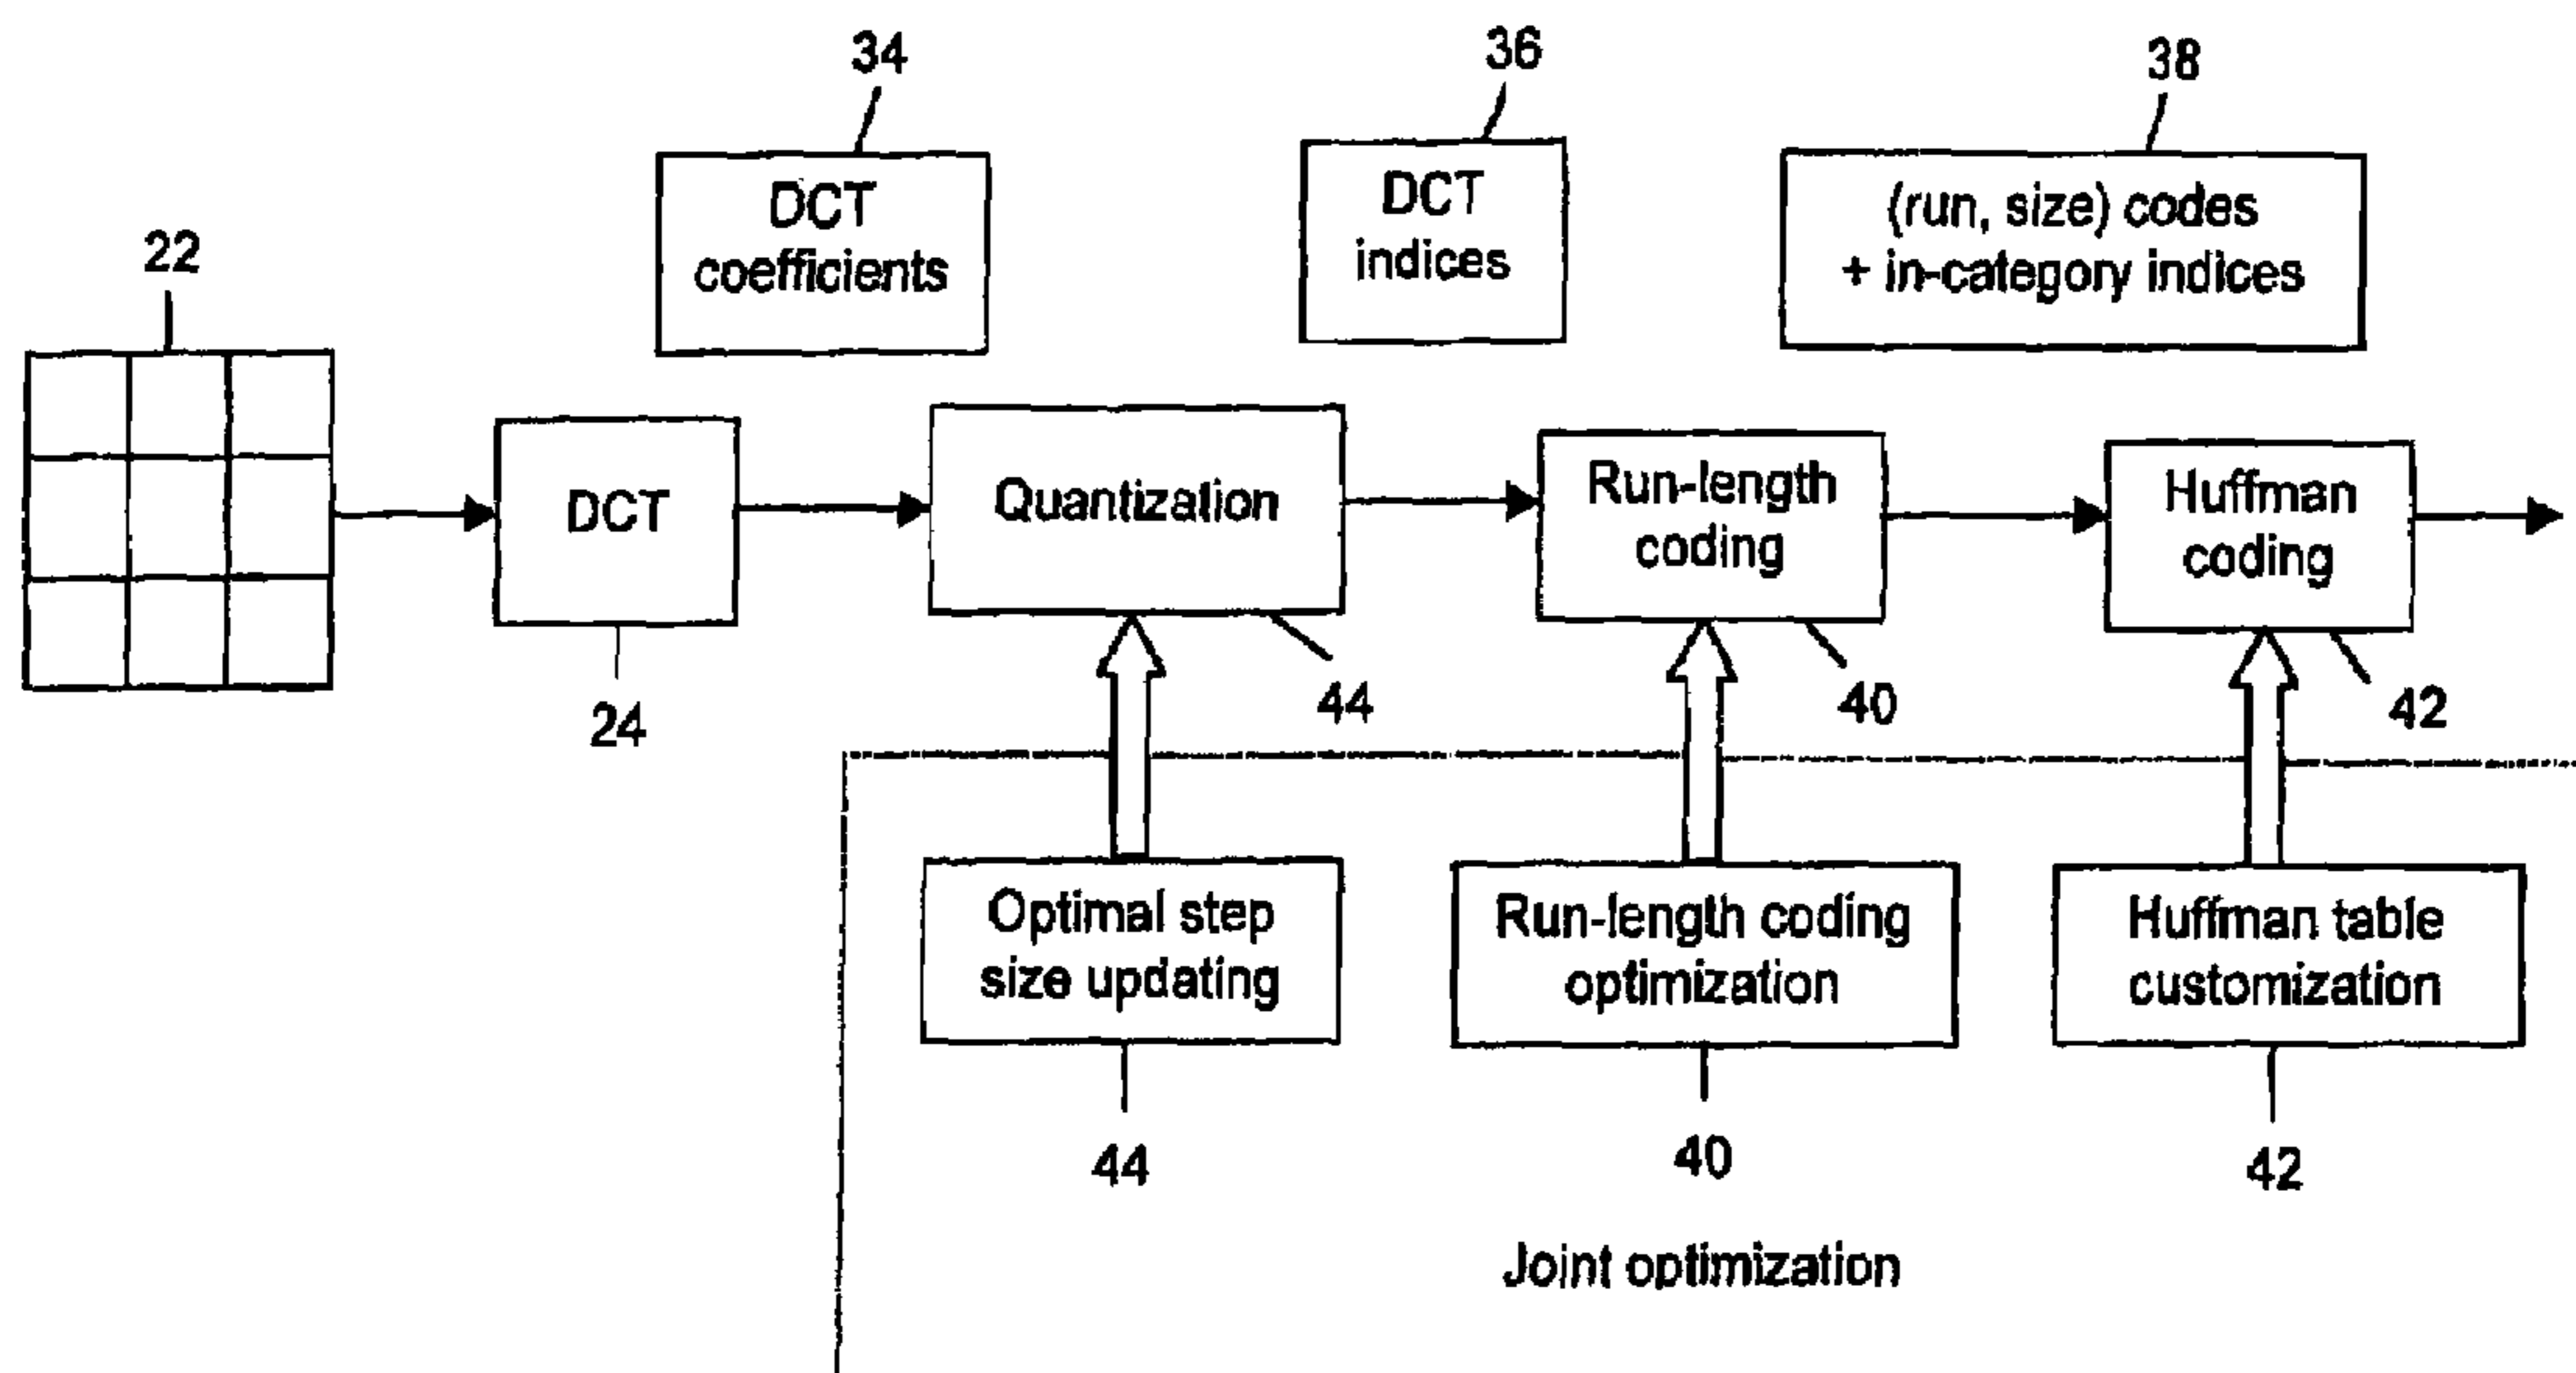 34
36
38
DCT
coefficients
DCT
indices
(run, size) codes
+ in-category indices
22
DCT
Quantization
Run-length
coding
Huffman
coding
24
44
40
42
Optimal step
size updating
Run-length coding
optimization
Huffman table
customization
44
40
42
Joint optimization